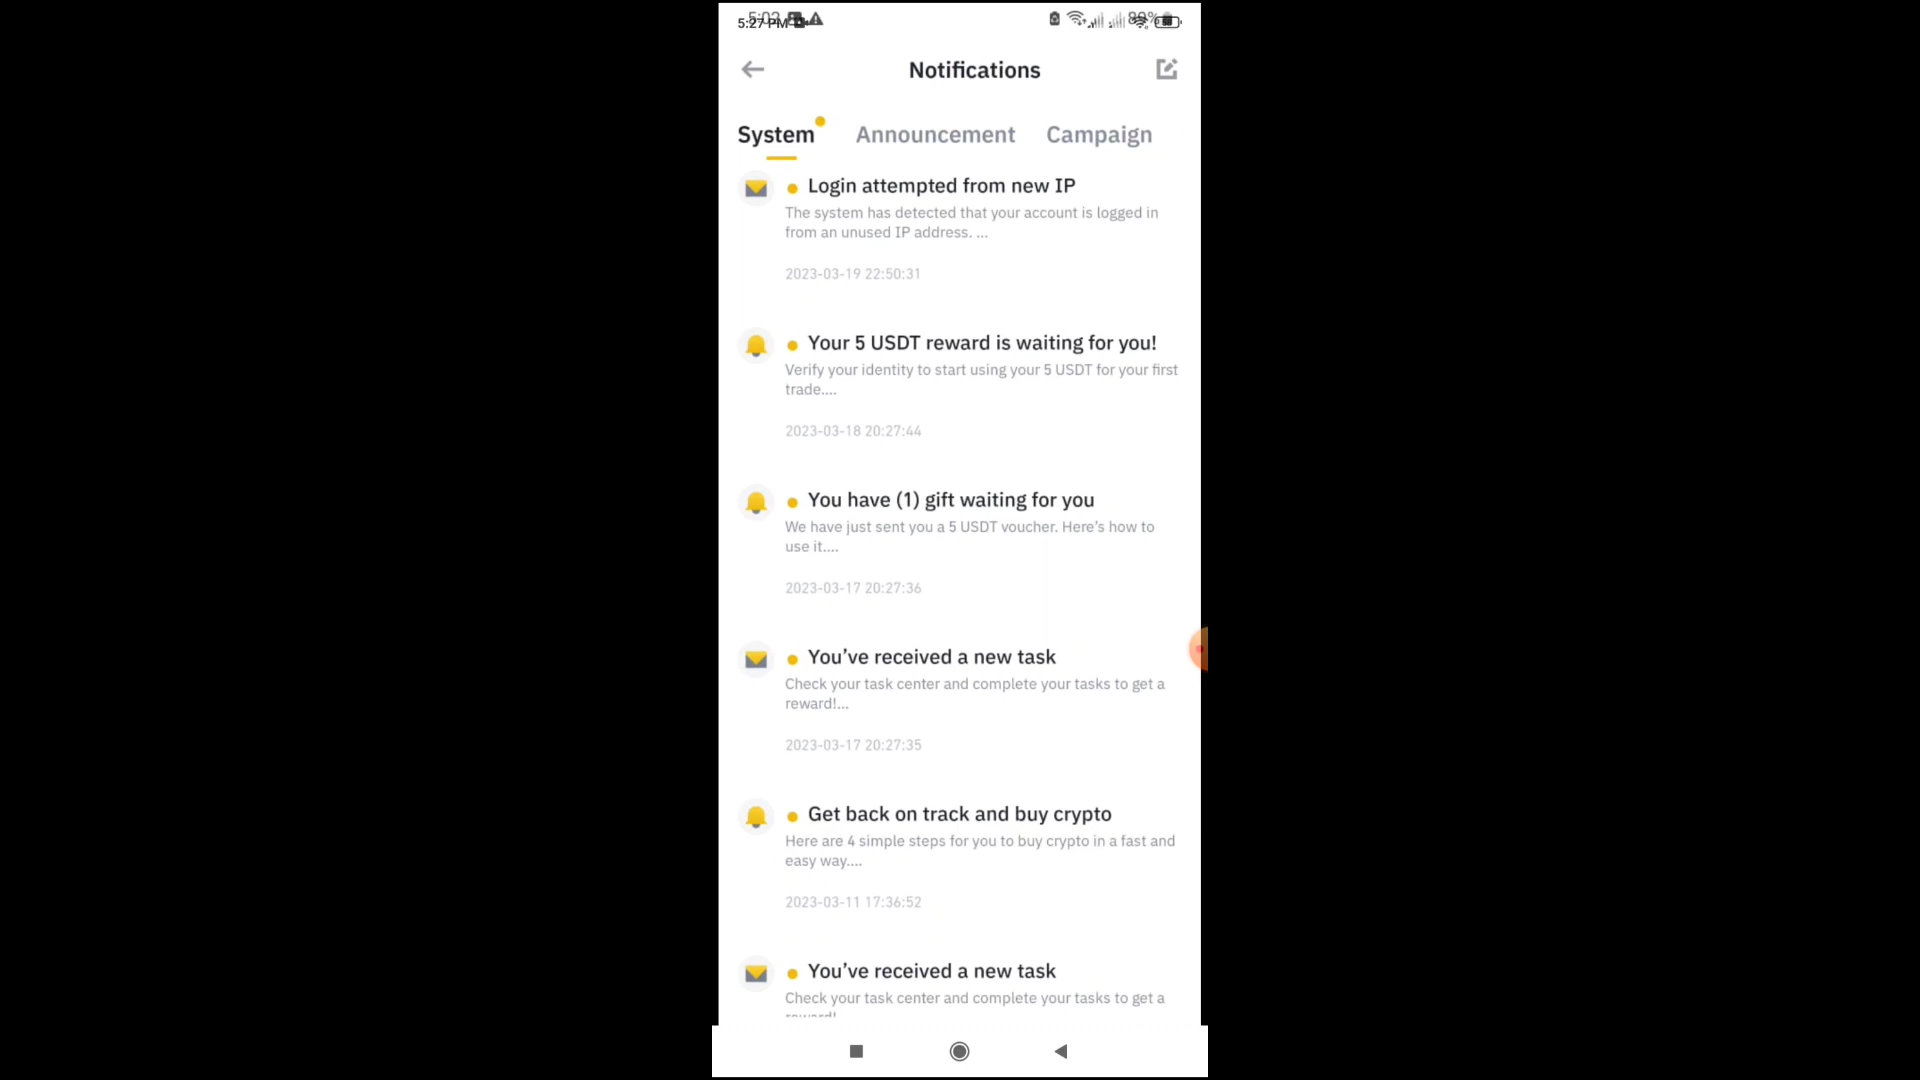 5:27 PM
Notifications
System Announcement Campaign
Login attempted from new IP
The system has detected that your account is logged in
from an unused IP address. ...
2023-03-19 22:50:31
Your 5 USDT reward is waiting for you!
Verify your identity to start using your 5 USDT for your first
trade....
2023-03-18 20:27:44
You have (1) gift waiting for you
We have just sent you a 5 USDT voucher. Here’s how to
use it....
2023-03-17 20:27:36
You’ve received a new task
Check your task center and complete your tasks to get a
reward!...
2023-03-17 20:27:35
Get back on track and buy crypto
Here are 4 simple steps for you to buy crypto in a fast and
easy way....
2023-03-11 17:36:52
You’ve received a new task
Check your task center and complete your tasks to get a